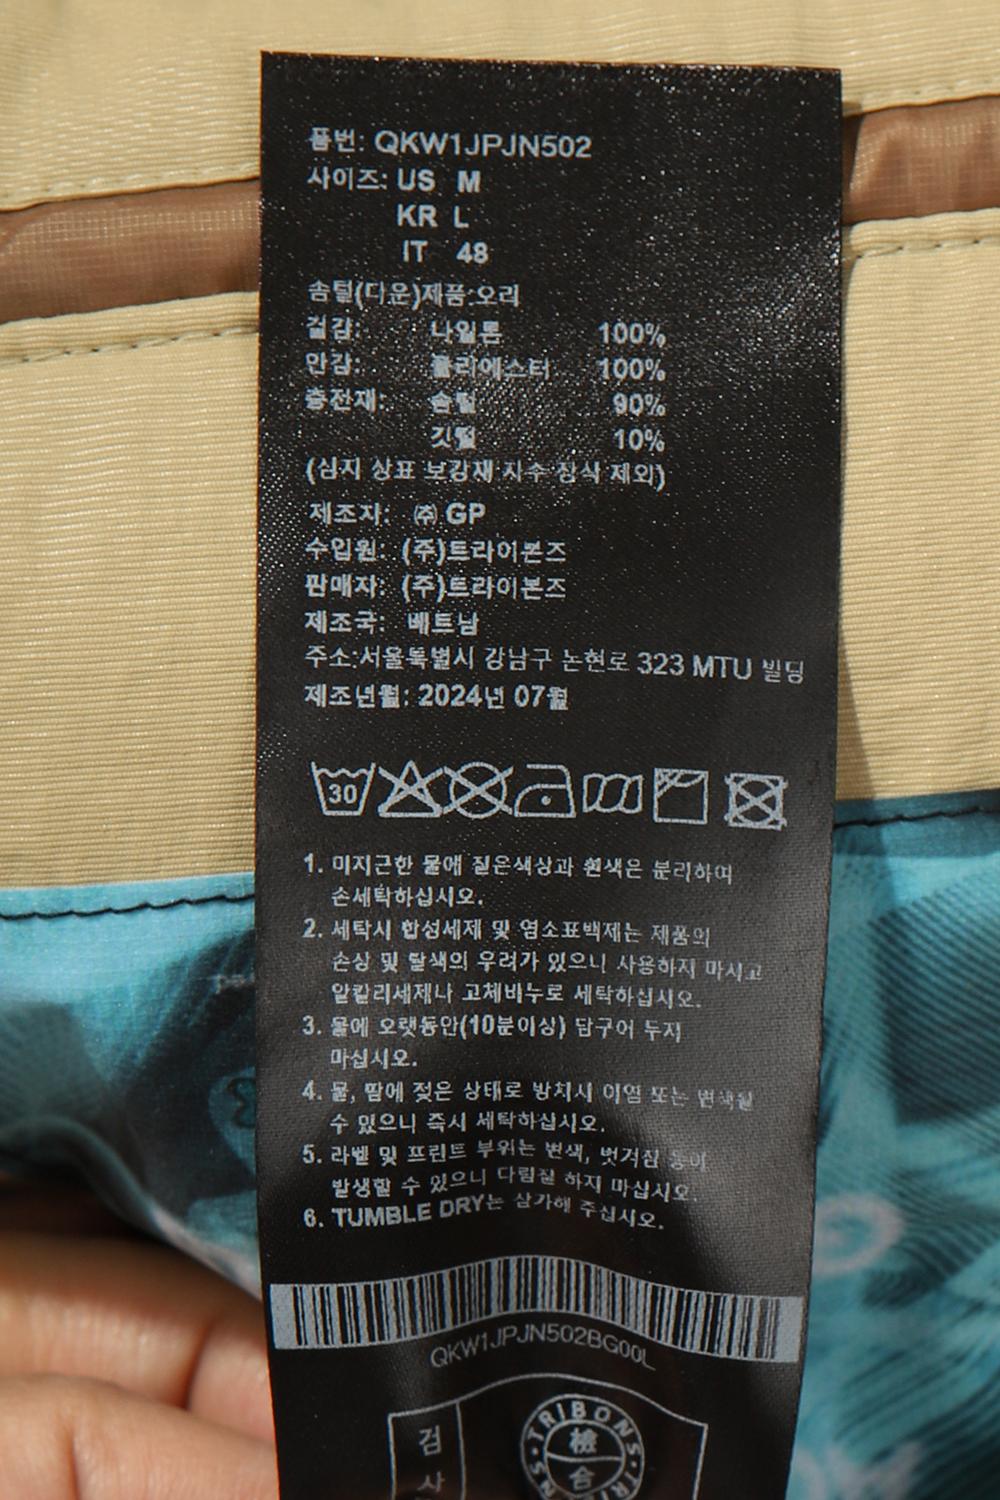 품번: QKW1JPJN502
사이즈: US M
KR L
IT 48
솜털(다운)제품:오리
겉감: 나일론 100%
안감: 폴리에스터 100%
충전재: 솜털 90%
깃털 10%
(심지 상표 보강재 자수 장식 제외)
제조자: ㈜ GP
수입원: (주)트라이본즈
판매자: (주)트라이본즈
제조국: 베트남
주소:서울특별시 강남구 논현로 323 MTU 빌딩
제조년월: 2024년 07월
30
1. 미지근한 물에 짙은색상과 흰색은 분리하여
손세탁하십시오.
2. 세탁시 합성세제 및 염소표백제는 제품의
손상 및 탈색의 우려가 있으니 사용하지 마시고
알칼리세제나 고체비누로 세탁하십시오.
3. 물에 오랫동안(10분이상) 담구어 두지
마십시오.
4. 물, 땀에 젖은 상태로 방치시 이염 또는 변색될
수 있으니 즉시 세탁하십시오.
5. 라벨 및 프린트 부위는 변색, 벗겨짐 등이
발생할 수 있으니 다림질 하지 마십시오.
6. TUMBLE DRY는 삼가해 주십시오.
QKW1JPJN502BG00L
검
사
TRIBONS
檢
合